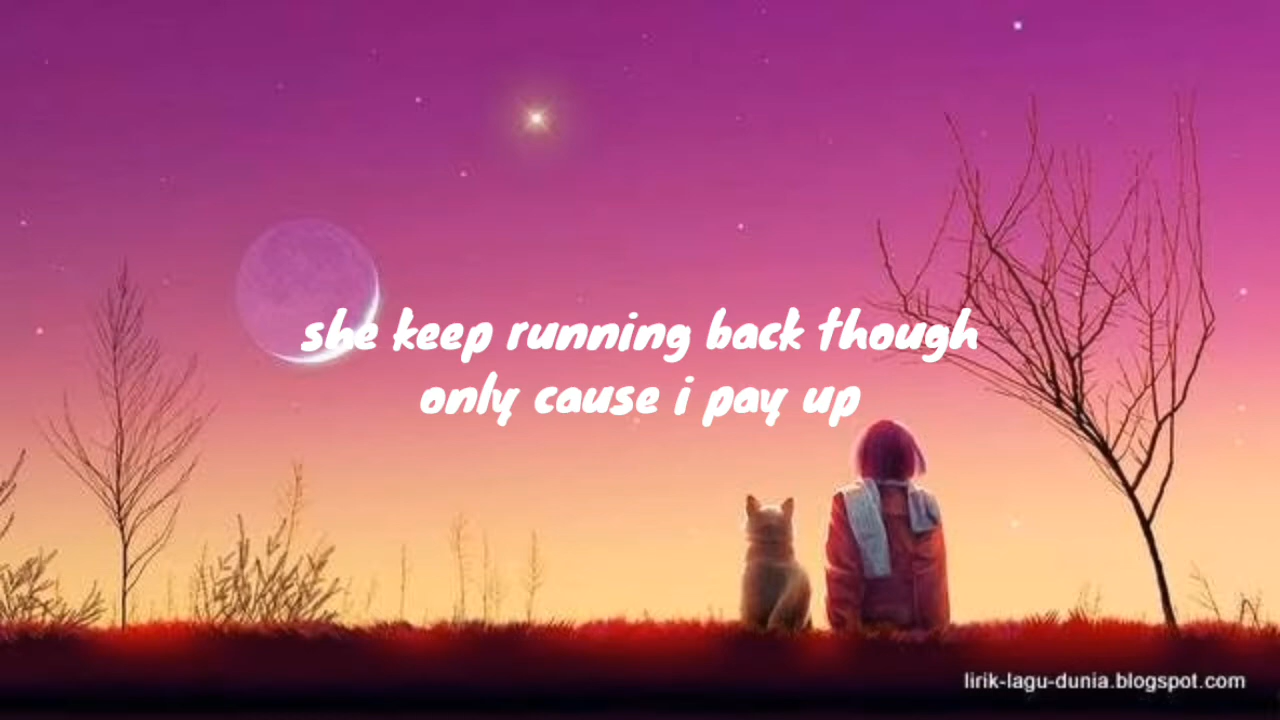 she keep running back though
only cause i pay up
lirik-lagu-dunia.blogspot.com